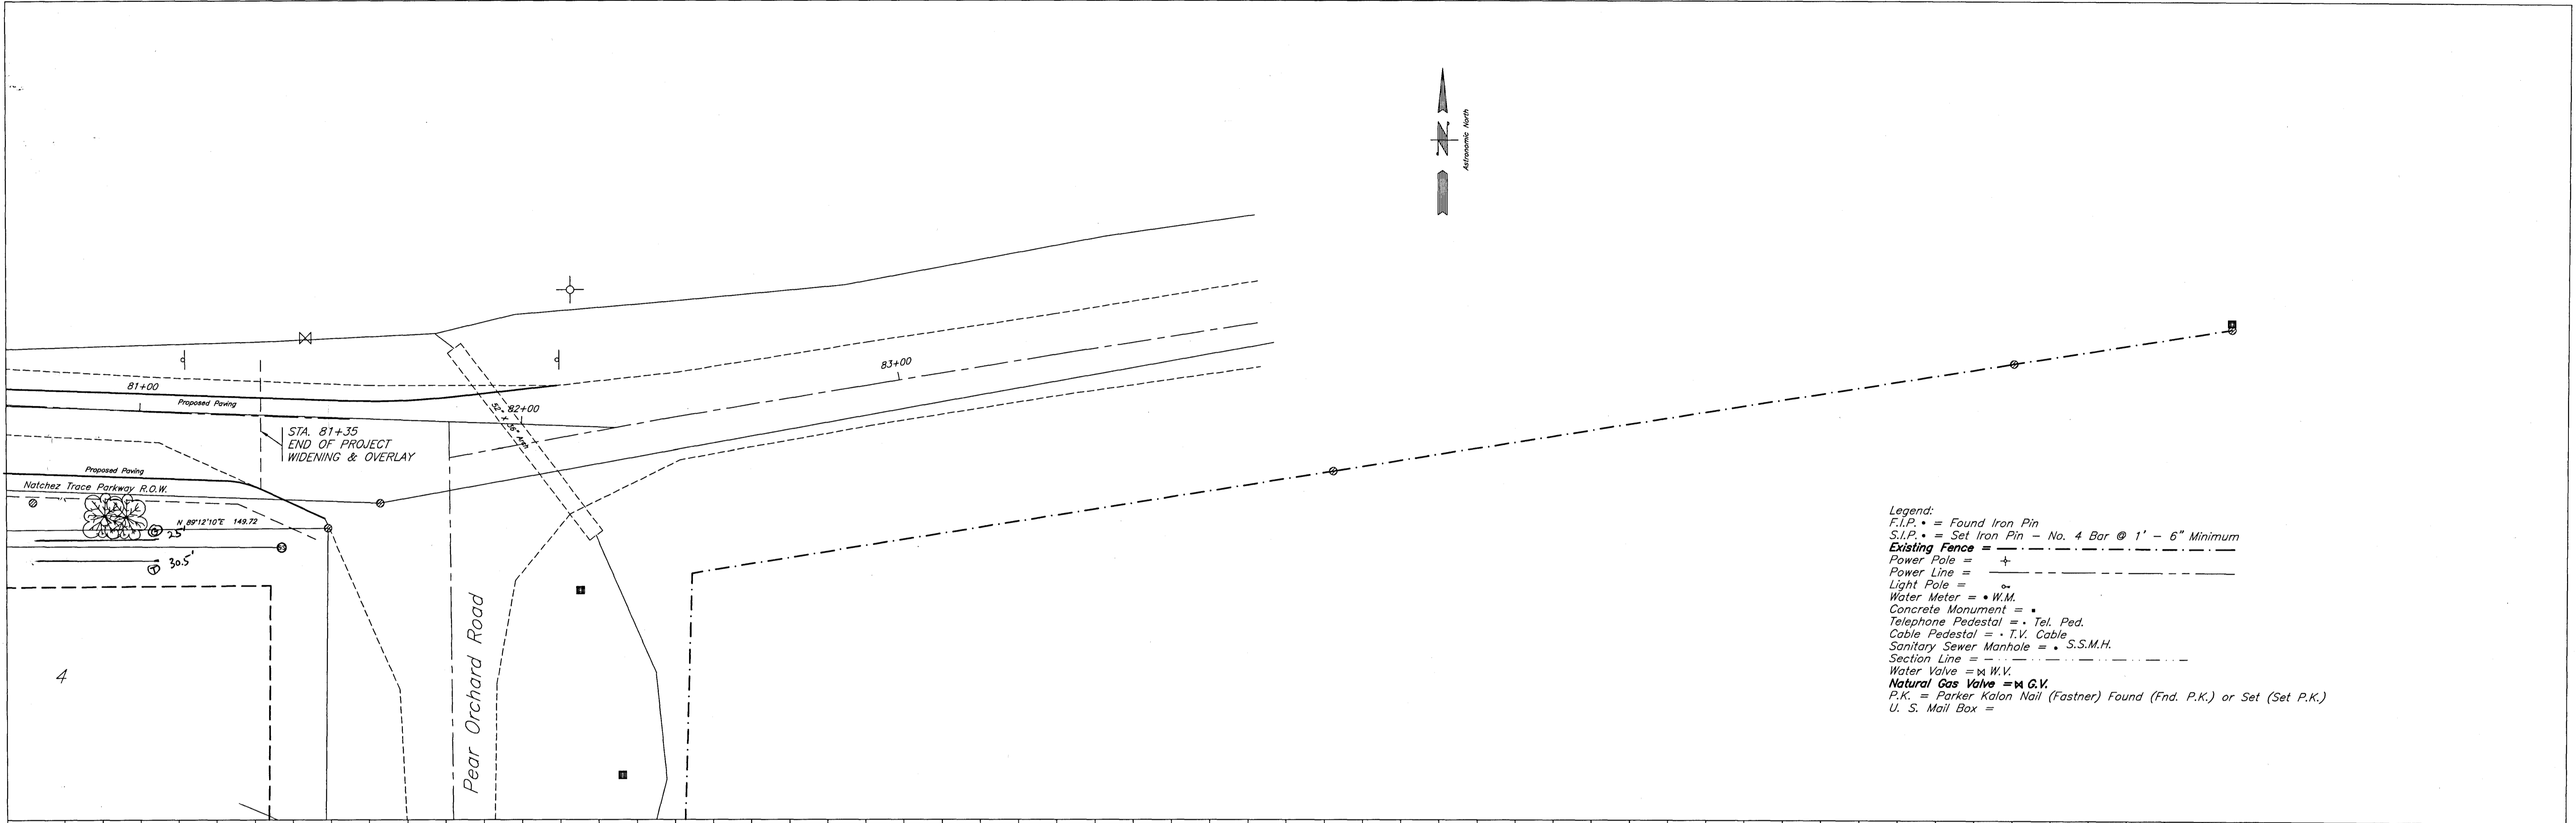 Astronomic North
83+00
81+00
Proposed Paving
82+00
52" X 36" Arch
STA. 81+35
END OF PROJECT
WIDENING & OVERLAY
Proposed Paving
Natchez Trace Parkway R.O.W.
N 89°12'10"E 149.72
25'
30.5'
4
Pear Orchard Road
Legend:
F.I.P. • = Found Iron Pin
S.I.P. • = Set Iron Pin - No. 4 Bar @ 1' - 6" Minimum
Existing Fence =
Power Pole =
Power Line =
Light Pole =
Water Meter = • W.M.
Concrete Monument =
Telephone Pedestal = • Tel. Ped.
Cable Pedestal = • T.V. Cable
Sanitary Sewer Manhole = • S.S.M.H.
Section Line =
Water Valve = W.V.
Natural Gas Valve = G.V.
P.K. = Parker Kalon Nail (Fastner) Found (Fnd. P.K.) or Set (Set P.K.)
U. S. Mail Box =